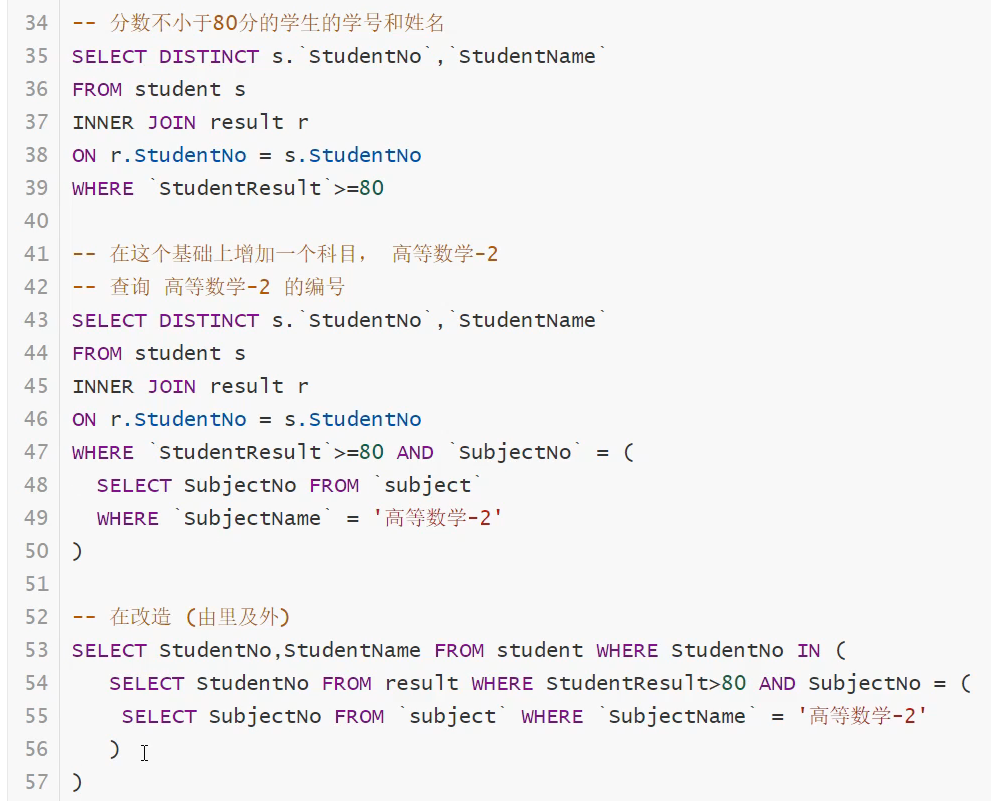 34 -- 分数不小于80分的学生的学号和姓名
35 SELECT DISTINCT s.`StudentNo`,`StudentName`
36 FROM student s
37 INNER JOIN result r
38 ON r.StudentNo = s.StudentNo
39 WHERE `StudentResult`>=80
40
41 -- 在这个基础上增加一个科目， 高等数学-2
42 -- 查询 高等数学-2 的编号
43 SELECT DISTINCT s.`StudentNo`,`StudentName`
44 FROM student s
45 INNER JOIN result r
46 ON r.StudentNo = s.StudentNo
47 WHERE `StudentResult`>=80 AND `SubjectNo` = (
48   SELECT SubjectNo FROM `subject`
49   WHERE `SubjectName` = '高等数学-2'
50 )
51
52 -- 在改造 (由里及外)
53 SELECT StudentNo,StudentName FROM student WHERE StudentNo IN (
54    SELECT StudentNo FROM result WHERE StudentResult>80 AND SubjectNo = (
55     SELECT SubjectNo FROM `subject` WHERE `SubjectName` = '高等数学-2'
56    )
57 )